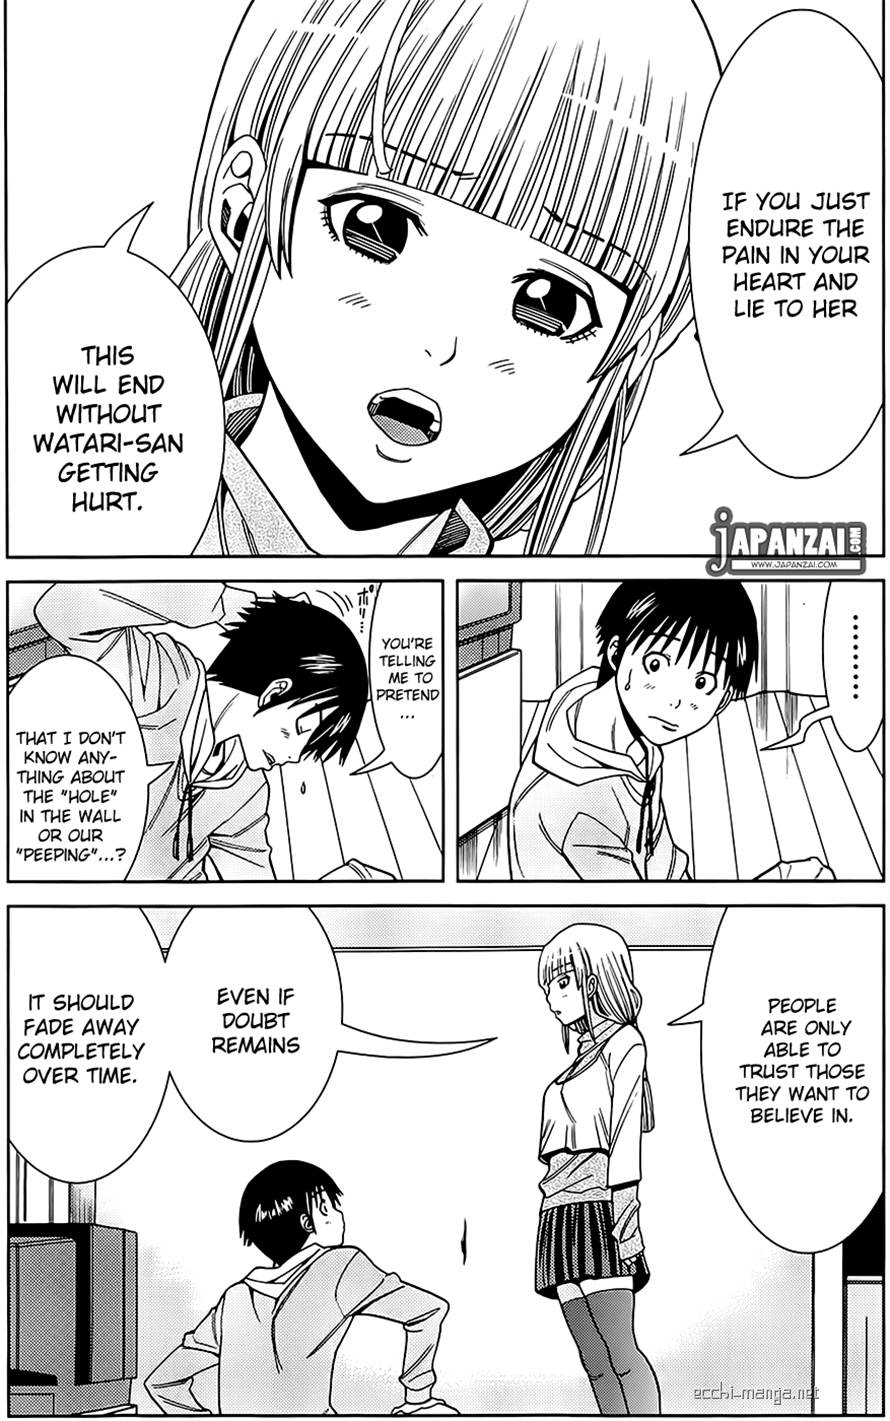 IF YOU JUST
ENDURE THE
PAIN IN YOUR
HEART AND
LIE TO HER
THIS
WILL END
WITHOUT
WATARI-SAN
GETTING
HURT.
JAPANZAI.COM
WWW.JAPANZAI.COM
.........
ポリ…
YOU'RE
TELLING
ME TO
PRETEND
...
THAT I DON'T
KNOW ANY-
THING ABOUT
THE "HOLE"
IN THE WALL
OR OUR
"PEEPING"...?
PEOPLE
ARE ONLY
ABLE TO
TRUST THOSE
THEY WANT TO
BELIEVE IN.
EVEN IF
DOUBT
REMAINS
IT SHOULD
FADE AWAY
COMPLETELY
OVER TIME.
ecchi-manga.net